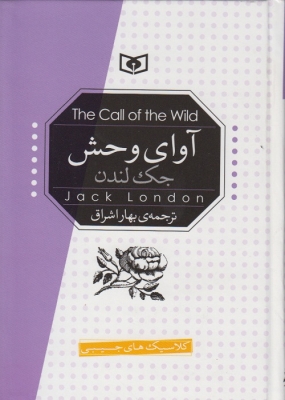 The Call of the Wild
آوای وحش
جک لندن
Jack London
ترجمه‌ی بهار اشراق
کلاسیک‌های جیبی